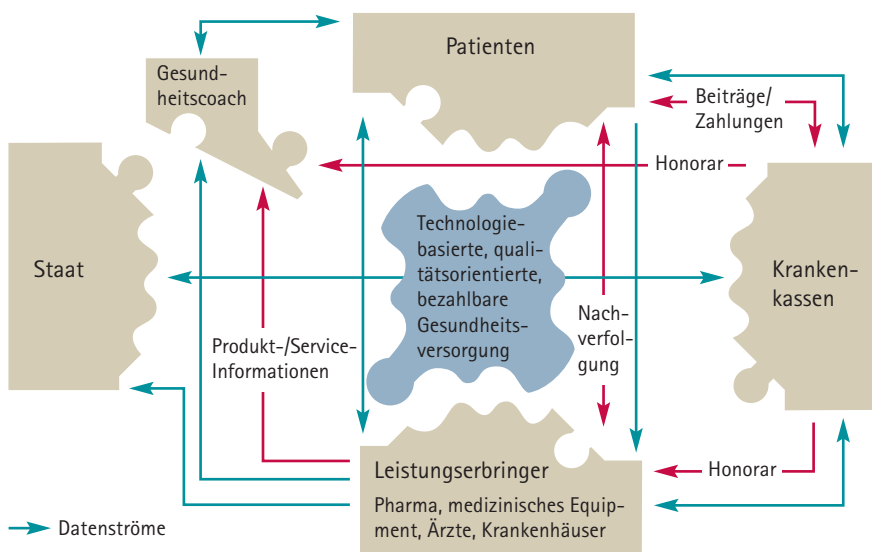 Patienten
Gesund-
heitscoach
Beiträge/
Zahlungen
Honorar
Staat
Technologie-
basierte, quali-
tätsorientierte,
bezahlbare
Gesundheits-
versorgung
Kranken-
kassen
Nach-
verfol-
gung
Produkt-/Service-
Informationen
Leistungserbringer
Honorar
Pharma, medizinisches Equip-
ment, Ärzte, Krankenhäuser
Datenströme